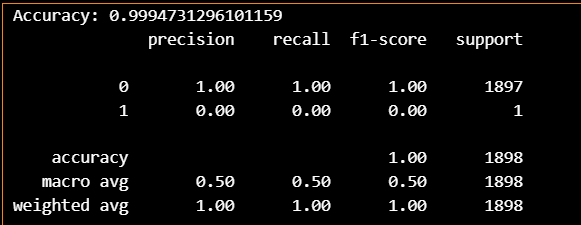 Accuracy: 0.9994731296101159
precision recall f1-score support
0 1.00 1.00 1.00 1897
1 0.00 0.00 0.00 1
accuracy 1.00 1898
macro avg 0.50 0.50 0.50 1898
weighted avg 1.00 1.00 1.00 1898